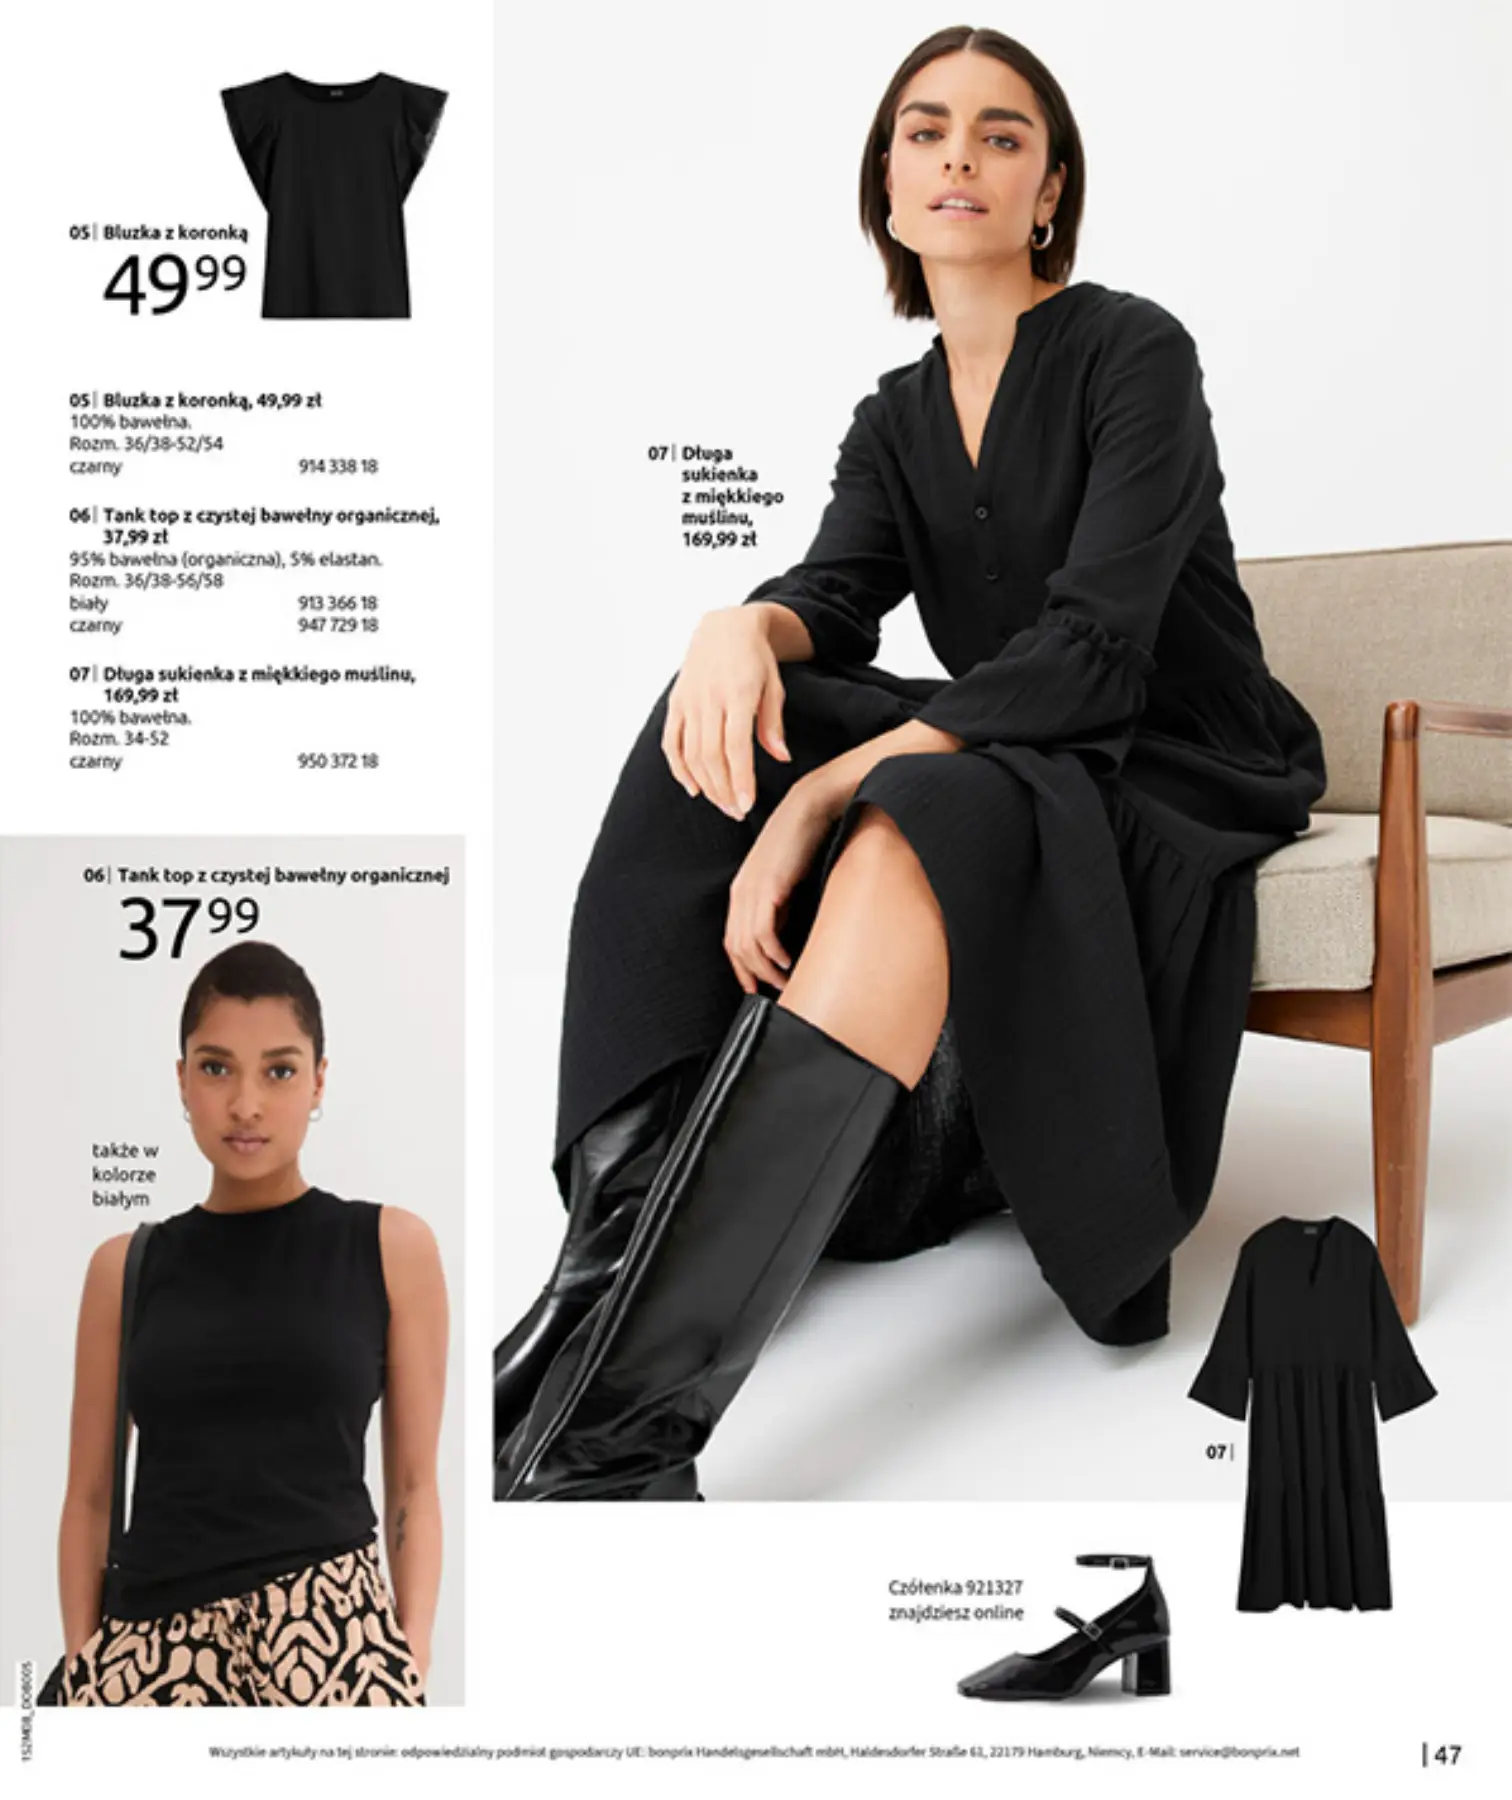 05| Bluzka z koronką
49⁹⁹
05| Bluzka z koronką, 49,99 zł
100% bawełna.
Rozm. 36/38-52/54
czarny 914 338 18
06| Tank top z czystej bawełny organicznej,
37,99 zł
95% bawełna (organiczna), 5% elastan.
Rozm. 36/38-56/58
biały 913 366 18
czarny 947 729 18
07| Długa sukienka z miękkiego muślinu,
169,99 zł
100% bawełna.
Rozm. 34-52
czarny 950 372 18
07| Długa
sukienka
z miękkiego
muślinu,
169,99 zł
06| Tank top z czystej bawełny organicznej
37⁹⁹
także w
kolorze
białym
07|
Czółenka 921327
znajdziesz online
152M08_DOB005
Wszystkie artykuły na tej stronie: odpowiedzialny podmiot gospodarczy UE: bonprix Handelsgesellschaft mbH, Haldesdorfer Straße 61, 22179 Hamburg, Niemcy, E-Mail: service@bonprix.net
| 47